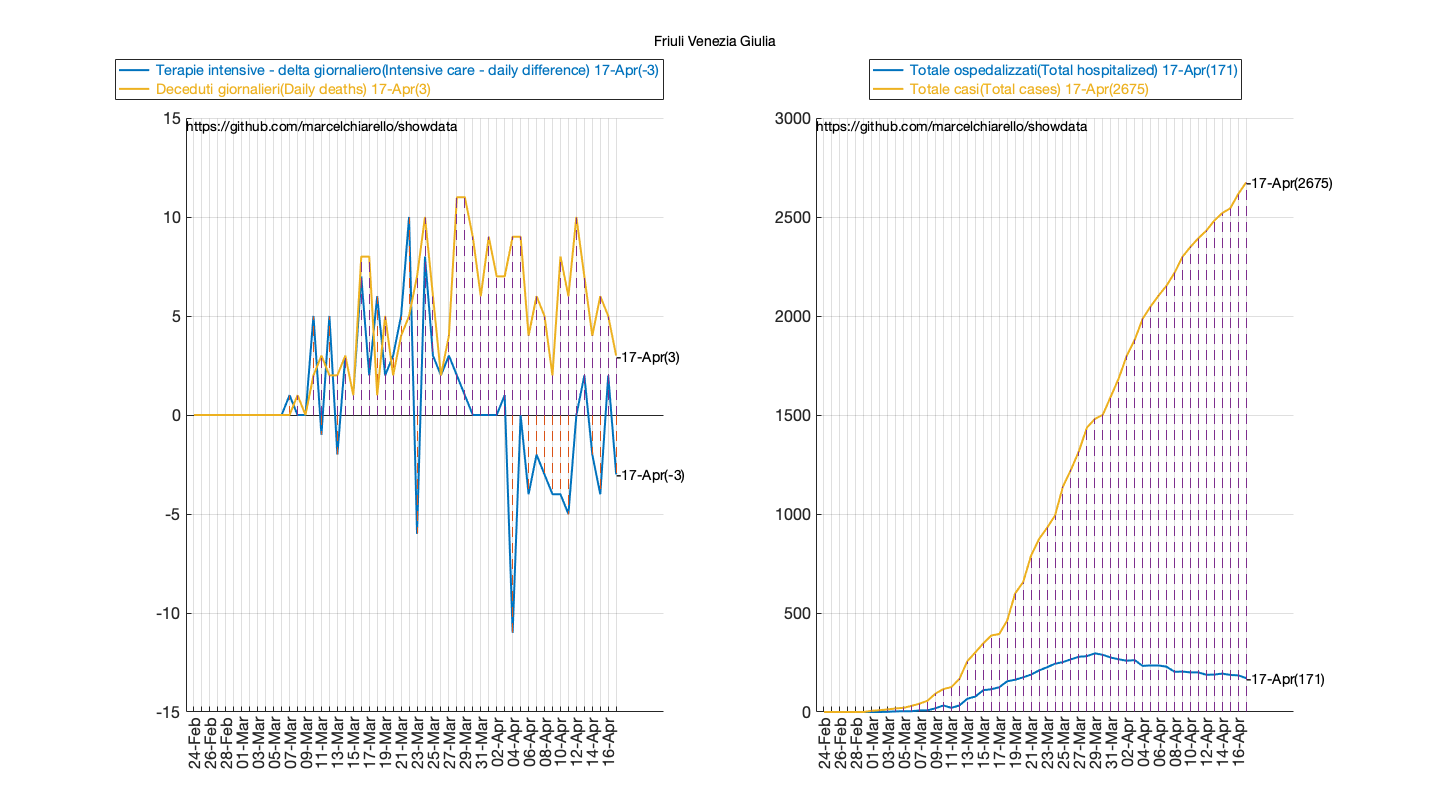 Friuli Venezia Giulia
Terapie intensive - delta giornaliero(Intensive care - daily difference) 17-Apr(-3)
Deceduti giornalieri(Daily deaths) 17-Apr(3)
https://github.com/marcelchiarello/showdata
15
10
5
0
-5
-10
-15
-17-Apr(3)
-17-Apr(-3)
24-Feb
26-Feb
28-Feb
01-Mar
03-Mar
05-Mar
07-Mar
09-Mar
11-Mar
13-Mar
15-Mar
17-Mar
19-Mar
21-Mar
23-Mar
25-Mar
27-Mar
29-Mar
31-Mar
02-Apr
04-Apr
06-Apr
08-Apr
10-Apr
12-Apr
14-Apr
16-Apr
Totale ospedalizzati(Total hospitalized) 17-Apr(171)
Totale casi(Total cases) 17-Apr(2675)
https://github.com/marcelchiarello/showdata
3000
2500
2000
1500
1000
500
0
-17-Apr(2675)
-17-Apr(171)
24-Feb
26-Feb
28-Feb
01-Mar
03-Mar
05-Mar
07-Mar
09-Mar
11-Mar
13-Mar
15-Mar
17-Mar
19-Mar
21-Mar
23-Mar
25-Mar
27-Mar
29-Mar
31-Mar
02-Apr
04-Apr
06-Apr
08-Apr
10-Apr
12-Apr
14-Apr
16-Apr